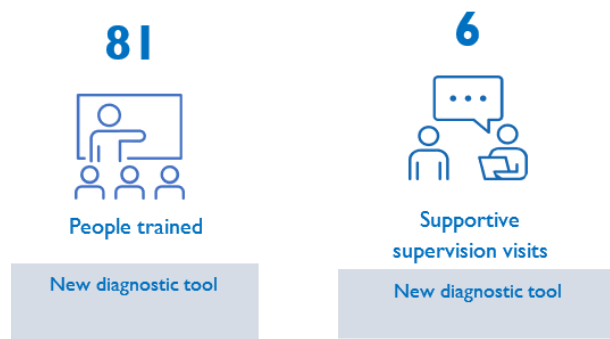 81
People trained
New diagnostic tool
6
Supportive
supervision visits
New diagnostic tool